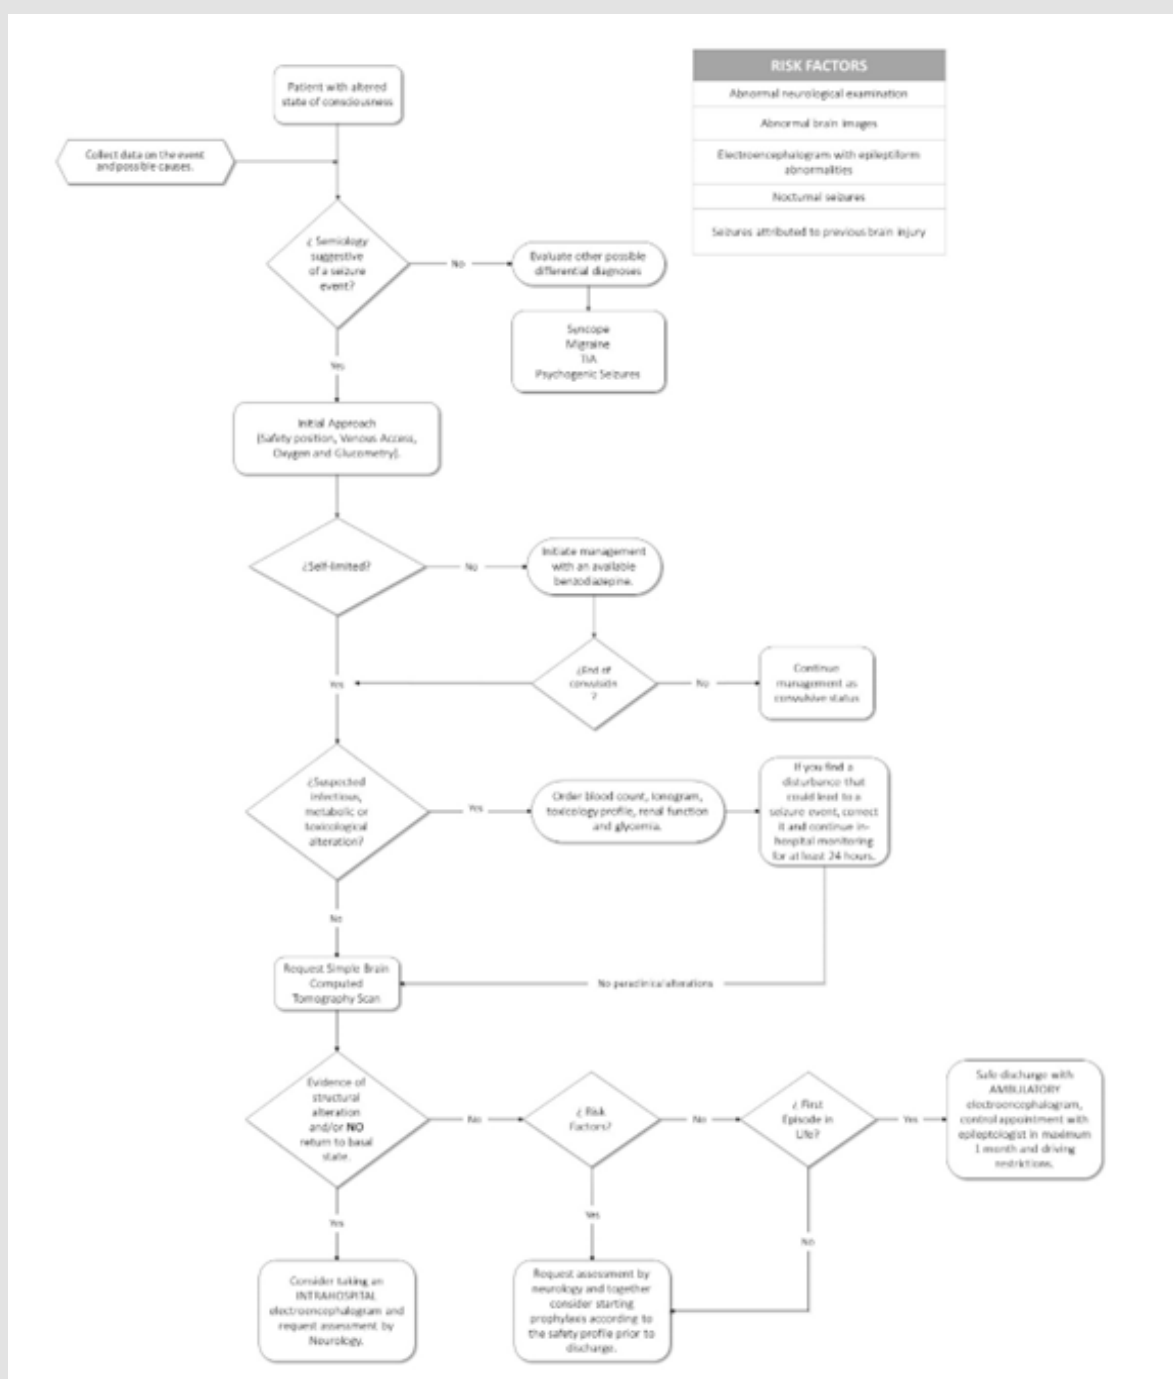 Patient with altered
state of consciousness
Collect data on the event
and possible causes.
RISK FACTORS
Abnormal neurological examination
Abnormal brain images
Electroencephalogram with epileptiform
abnormalities
Nocturnal seizures
Seizures attributed to previous brain injury
¿ Semiology
suggestive
of a seizure
event?
No
Evaluate other possible
differential diagnoses
Syncope
Migraine
TIA
Psychogenic Seizures
Yes
Initial Approach
(Safety position, Venous Access,
Oxygen and Glucometry).
¿Self-limited?
No
Initiate management
with an available
benzodiazepine.
Yes
¿End of
convulsión
?
No
Continue
management as
convulsive status
¿Suspected
infectious,
metabolic or
toxicological
alteration?
Yes
Order blood count, ionogram,
toxicology profile, renal function
and glycemia.
If you find a
disturbance that
could lead to a
seizure event, correct
it and continue in-
hospital monitoring
for at least 24 hours.
No
Request Simple Brain
Computed
Tomography Scan
No paraclinical alterations
Evidence of
structural
alteration
and/or NO
return to basal
state.
No
¿ Risk
Factors?
No
¿ First
Episode in
Life?
Yes
Safe discharge with
AMBULATORY
electroencephalogram,
control appointment with
epileptologist in maximum
1 month and driving
restrictions.
Yes
Yes
No
Consider taking an
INTRAHOSPITAL
electroencephalogram and
request assessment by
Neurology.
Request assessment by
neurology and together
consider starting
prophylaxis according to
the safety profile prior to
discharge.